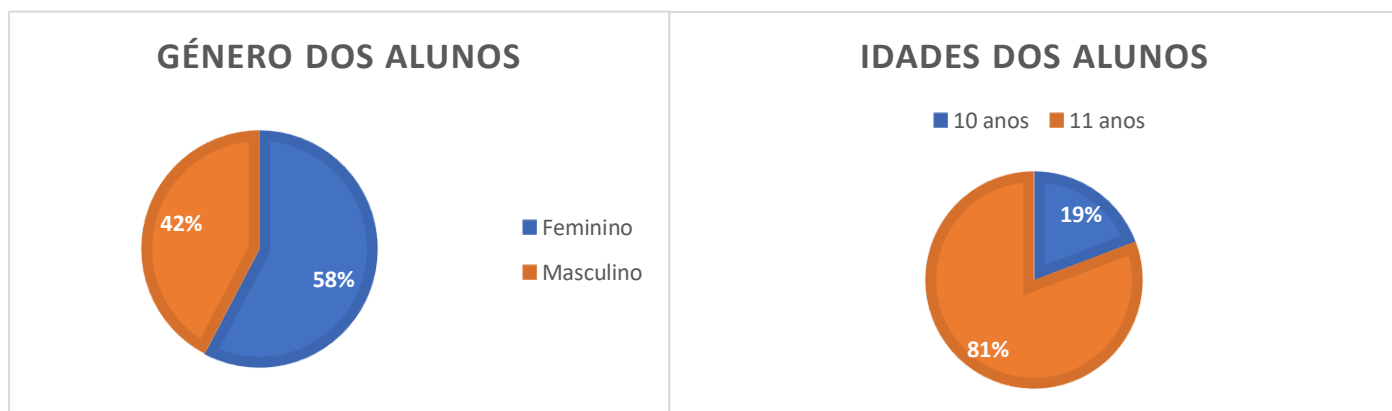 GÉNERO DOS ALUNOS
42%
58%
Feminino
Masculino
IDADES DOS ALUNOS
10 anos 11 anos
19%
81%